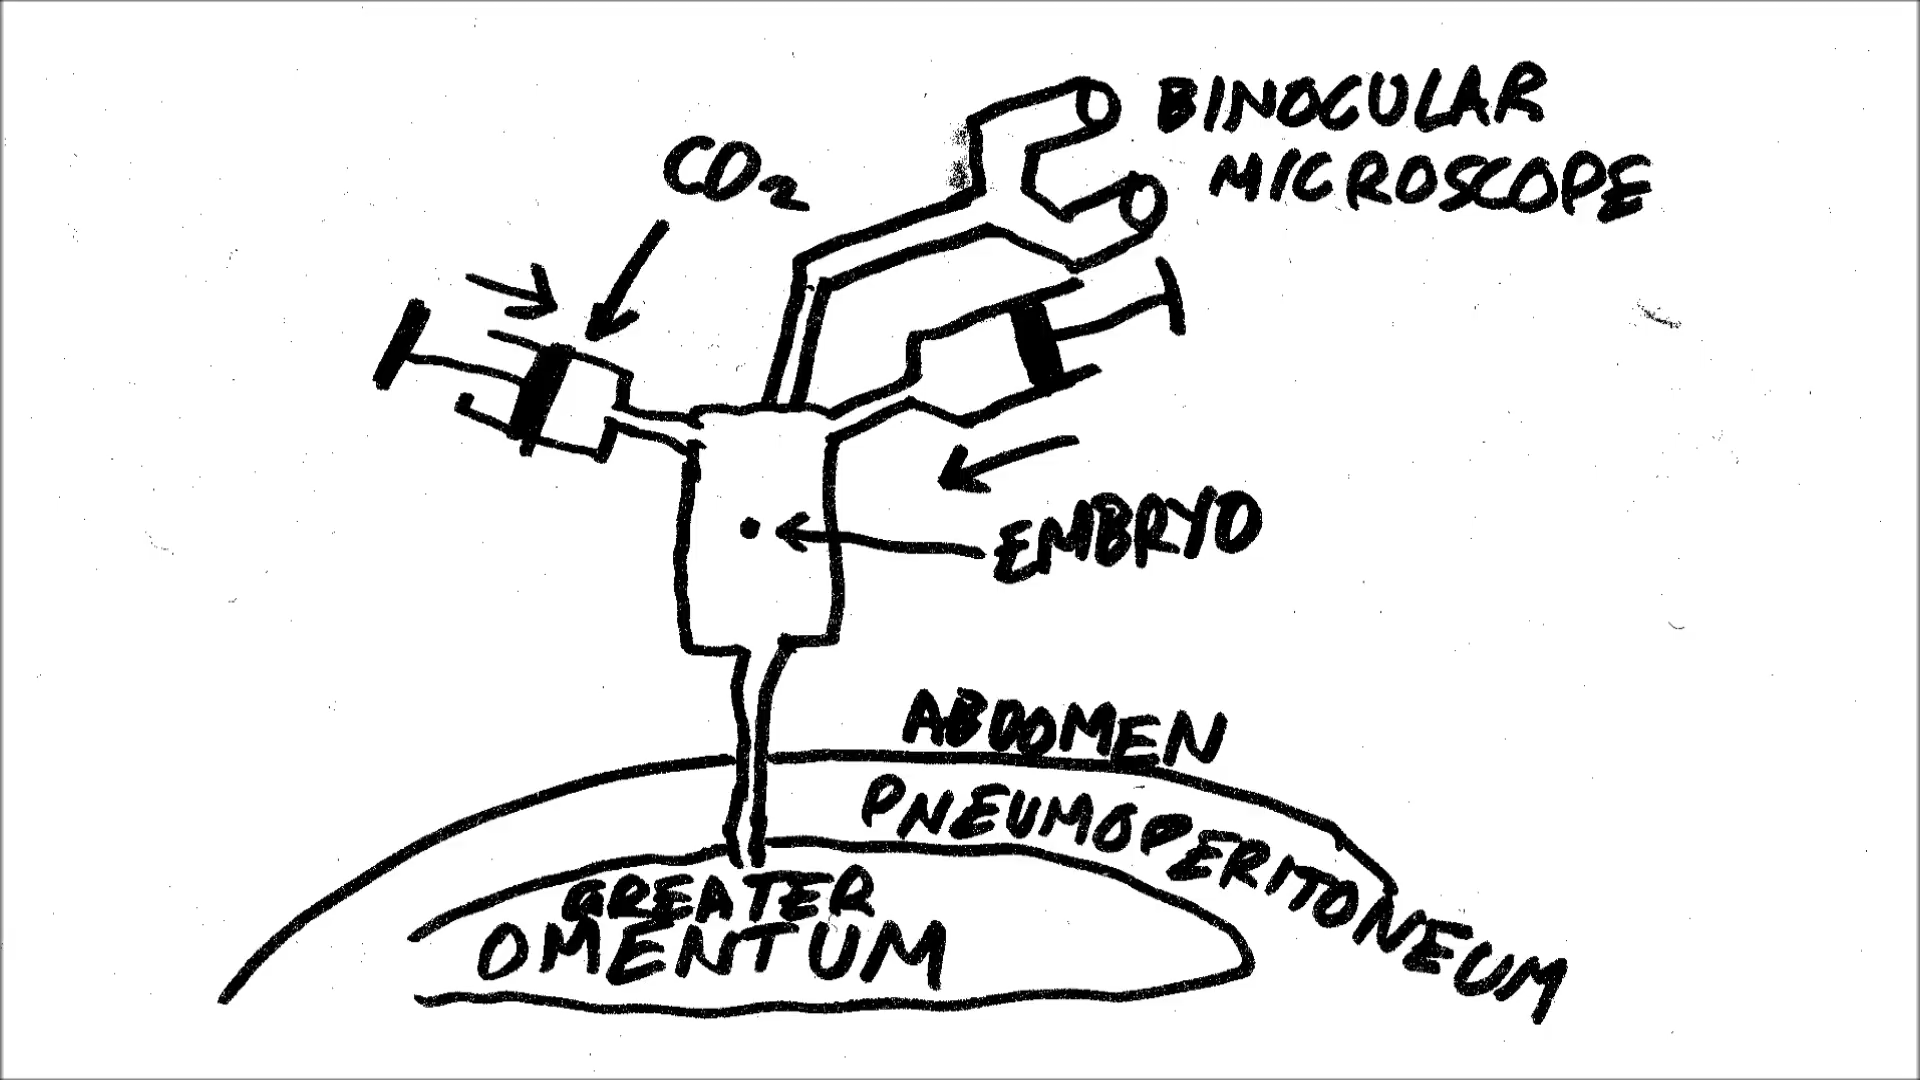 BINOCULAR
MICROSCOPE
CO2
EMBRYO
ABDOMEN
PNEUMOPERITONEUM
GREATER
OMENTUM